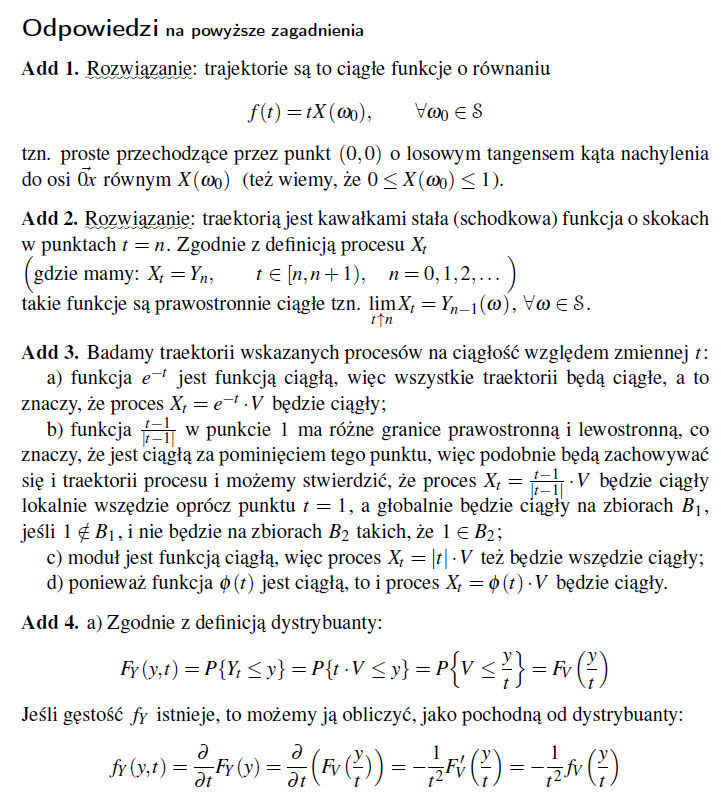 Odpowiedzi na powyższe zagadnienia
Add 1. Rozwiązanie: trajektorie są to ciągłe funkcje o równaniu
f(t) = tX(ω₀), ∀ω₀ ∈ 𝒮
tzn. proste przechodzące przez punkt (0,0) o losowym tangensem kąta nachylenia
do osi 0⃗x równym X(ω₀) (też wiemy, że 0 ≤ X(ω₀) ≤ 1).
Add 2. Rozwiązanie: traektorią jest kawałkami stała (schodkowa) funkcja o skokach
w punktach t = n. Zgodnie z definicją procesu Xₜ
(gdzie mamy: Xₜ = Yₙ, t ∈ [n,n+1), n = 0,1,2,... )
takie funkcje są prawostronnie ciągłe tzn. lim_{t↑n} Xₜ = Yₙ₋₁(ω), ∀ω ∈ 𝒮.
Add 3. Badamy traektorii wskazanych procesów na ciągłość względem zmiennej t:
a) funkcja e⁻ᵗ jest funkcją ciągłą, więc wszystkie traektorii będą ciągłe, a to
znaczy, że proces Xₜ = e⁻ᵗ · V będzie ciągły;
b) funkcja (t−1)/|t−1| w punkcie 1 ma różne granice prawostronną i lewostronną, co
znaczy, że jest ciągłą za pominięciem tego punktu, więc podobnie będą zachowywać
się i traektorii procesu i możemy stwierdzić, że proces Xₜ = (t−1)/|t−1| · V będzie ciągły
lokalnie wszędzie oprócz punktu t = 1, a globalnie będzie ciągły na zbiorach B₁,
jeśli 1 ∉ B₁, i nie będzie na zbiorach B₂ takich, że 1 ∈ B₂;
c) moduł jest funkcją ciągłą, więc proces Xₜ = |t| · V też będzie wszędzie ciągły;
d) ponieważ funkcja ϕ(t) jest ciągłą, to i proces Xₜ = ϕ(t) · V będzie ciągły.
Add 4. a) Zgodnie z definicją dystrybuanty:
F_Y(y,t) = P{Yₜ ≤ y} = P{t · V ≤ y} = P{V ≤ y/t} = F_V(y/t)
Jeśli gęstość f_Y istnieje, to możemy ją obliczyć, jako pochodną od dystrybuanty:
f_Y(y,t) = ∂/∂t F_Y(y) = ∂/∂t (F_V(y/t)) = −1/t² F′_V(y/t) = −1/t² f_V(y/t)